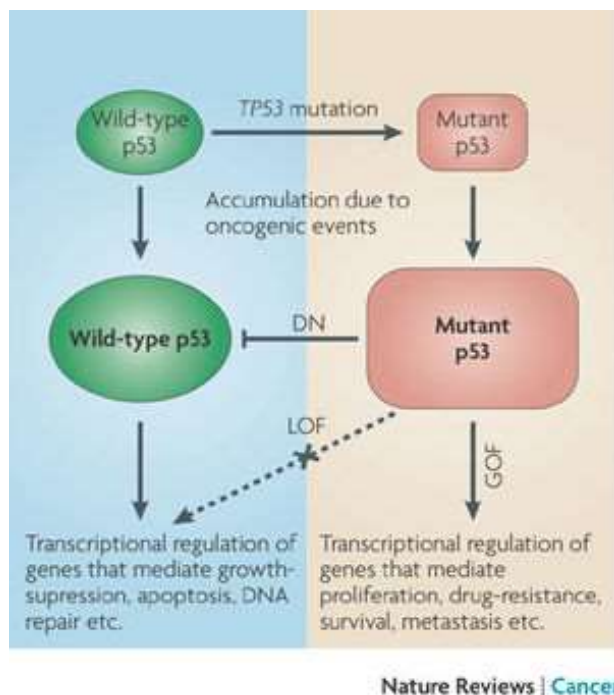 Wild-type
p53
TP53 mutation
Mutant
p53
Accumulation due to
oncogenic events
Wild-type p53
DN
Mutant
p53
LOF
GOF
Transcriptional regulation of
genes that mediate growth-
supression, apoptosis, DNA
repair etc.
Transcriptional regulation of
genes that mediate
proliferation, drug-resistance,
survival, metastasis etc.
Nature Reviews | Cancer